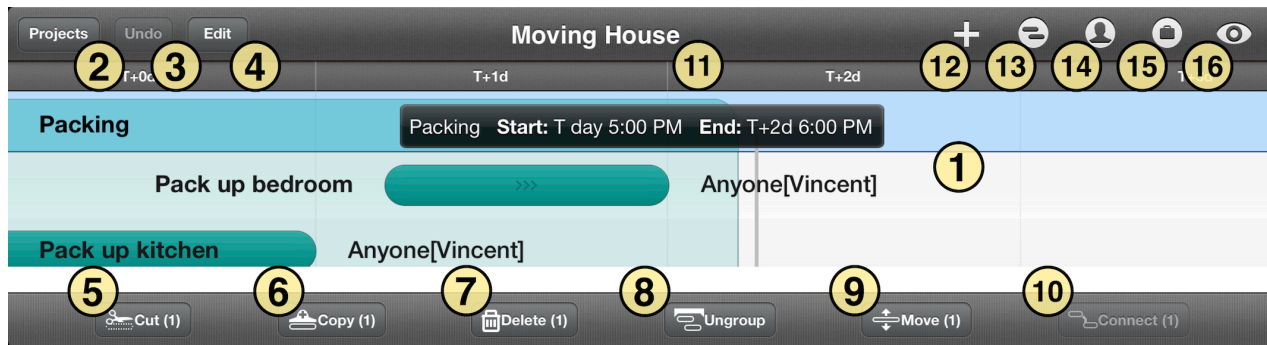 Projects Undo Edit Moving House
2 3 4 11 12 13 14 15 16
T+0d T+1d T+2d
Packing
Packing Start: T day 5:00 PM End: T+2d 6:00 PM
1
Pack up bedroom >>> Anyone[Vincent]
Pack up kitchen Anyone[Vincent]
5 6 7 8 9 10
Cut (1) Copy (1) Delete (1) Ungroup Move (1) Connect (1)